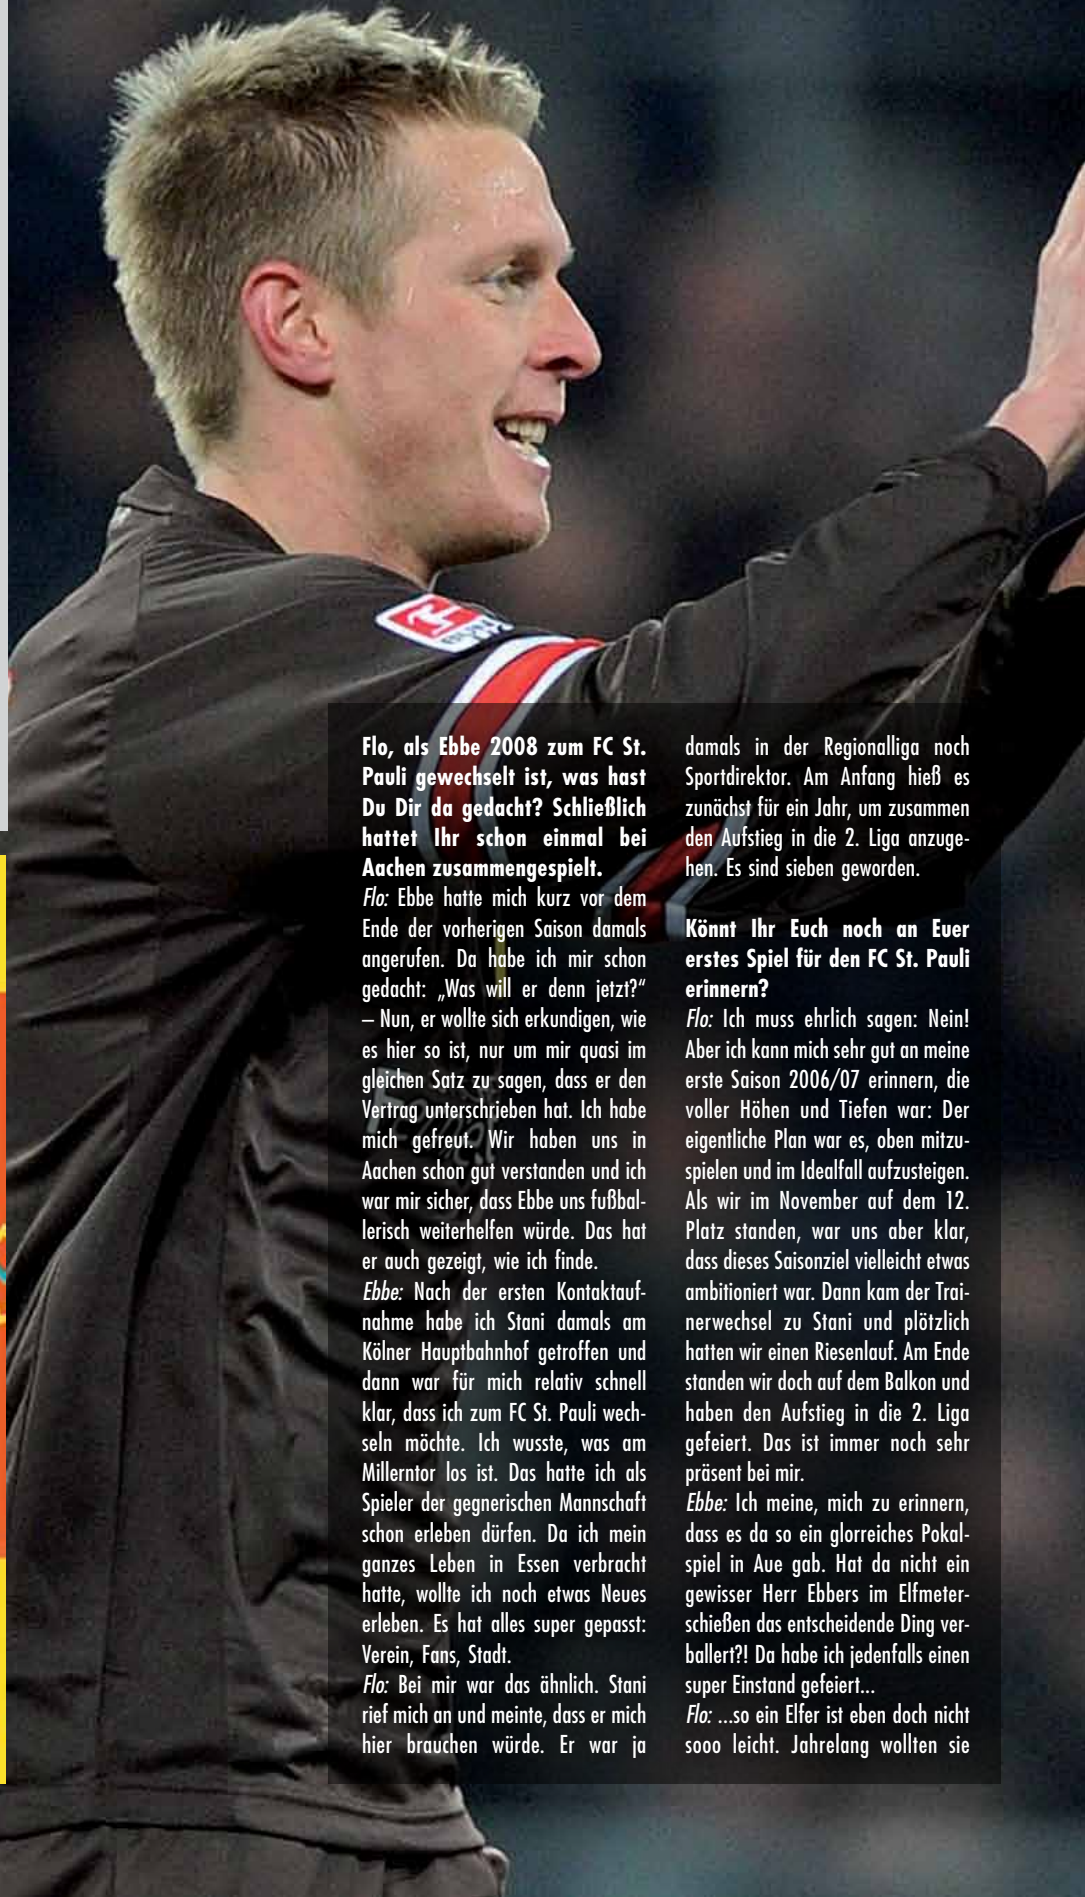 Flo, als Ebbe 2008 zum FC St.
Pauli gewechselt ist, was hast
Du Dir da gedacht? Schließlich
hattet Ihr schon einmal bei
Aachen zusammengespielt.
Flo: Ebbe hatte mich kurz vor dem
Ende der vorherigen Saison damals
angerufen. Da habe ich mir schon
gedacht: „Was will er denn jetzt?“
– Nun, er wollte sich erkundigen, wie
es hier so ist, nur um mir quasi im
gleichen Satz zu sagen, dass er den
Vertrag unterschrieben hat. Ich habe
mich gefreut. Wir haben uns in
Aachen schon gut verstanden und ich
war mir sicher, dass Ebbe uns fußbal-
lerisch weiterhelfen würde. Das hat
er auch gezeigt, wie ich finde.
Ebbe: Nach der ersten Kontaktauf-
nahme habe ich Stani damals am
Kölner Hauptbahnhof getroffen und
dann war für mich relativ schnell
klar, dass ich zum FC St. Pauli wech-
seln möchte. Ich wusste, was am
Millerntor los ist. Das hatte ich als
Spieler der gegnerischen Mannschaft
schon erleben dürfen. Da ich mein
ganzes Leben in Essen verbracht
hatte, wollte ich noch etwas Neues
erleben. Es hat alles super gepasst:
Verein, Fans, Stadt.
Flo: Bei mir war das ähnlich. Stani
rief mich an und meinte, dass er mich
hier brauchen würde. Er war ja
damals in der Regionalliga noch
Sportdirektor. Am Anfang hieß es
zunächst für ein Jahr, um zusammen
den Aufstieg in die 2. Liga anzuge-
hen. Es sind sieben geworden.
Könnt Ihr Euch noch an Euer
erstes Spiel für den FC St. Pauli
erinnern?
Flo: Ich muss ehrlich sagen: Nein!
Aber ich kann mich sehr gut an meine
erste Saison 2006/07 erinnern, die
voller Höhen und Tiefen war: Der
eigentliche Plan war es, oben mitzu-
spielen und im Idealfall aufzusteigen.
Als wir im November auf dem 12.
Platz standen, war uns aber klar,
dass dieses Saisonziel vielleicht etwas
ambitioniert war. Dann kam der Trai-
nerwechsel zu Stani und plötzlich
hatten wir einen Riesenlauf. Am Ende
standen wir doch auf dem Balkon und
haben den Aufstieg in die 2. Liga
gefeiert. Das ist immer noch sehr
präsent bei mir.
Ebbe: Ich meine, mich zu erinnern,
dass es da so ein glorreiches Pokal-
spiel in Aue gab. Hat da nicht ein
gewisser Herr Ebbers im Elfmeter-
schießen das entscheidende Ding ver-
ballert?! Da habe ich jedenfalls einen
super Einstand gefeiert...
Flo: ...so ein Elfer ist eben doch nicht
sooo leicht. Jahrelang wollten sie